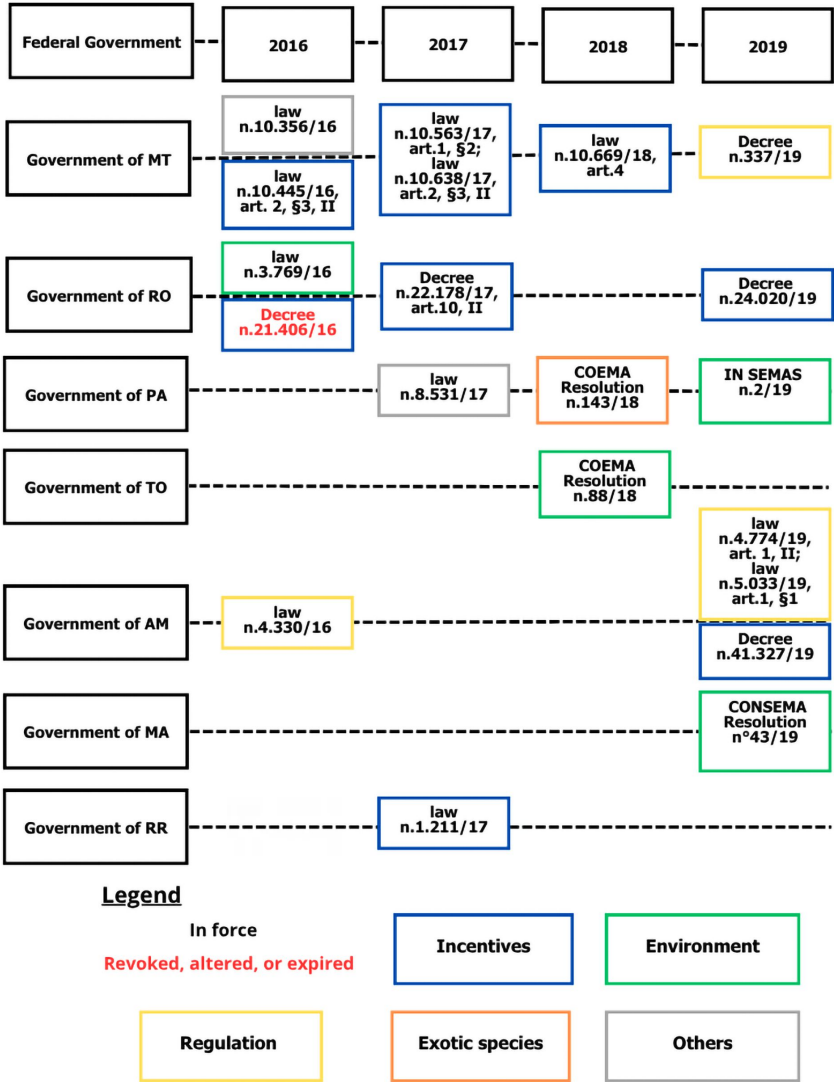 Federal Government
2016
2017
2018
2019
Government of MT
law
n.10.356/16
law
n.10.445/16,
art. 2, §3, II
law
n.10.563/17,
art.1, §2;
law
n.10.638/17,
art.2, §3, II
law
n.10.669/18,
art.4
Decree
n.337/19
Government of RO
law
n.3.769/16
Decree
n.21.406/16
Decree
n.22.178/17,
art.10, II
Decree
n.24.020/19
Government of PA
law
n.8.531/17
COEMA
Resolution
n.143/18
IN SEMAS
n.2/19
Government of TO
COEMA
Resolution
n.88/18
Government of AM
law
n.4.330/16
law
n.4.774/19,
art. 1, II;
law
n.5.033/19,
art.1, §1
Decree
n.41.327/19
Government of MA
CONSEMA
Resolution
n°43/19
Government of RR
law
n.1.211/17
Legend
In force
Revoked, altered, or expired
Incentives
Environment
Regulation
Exotic species
Others